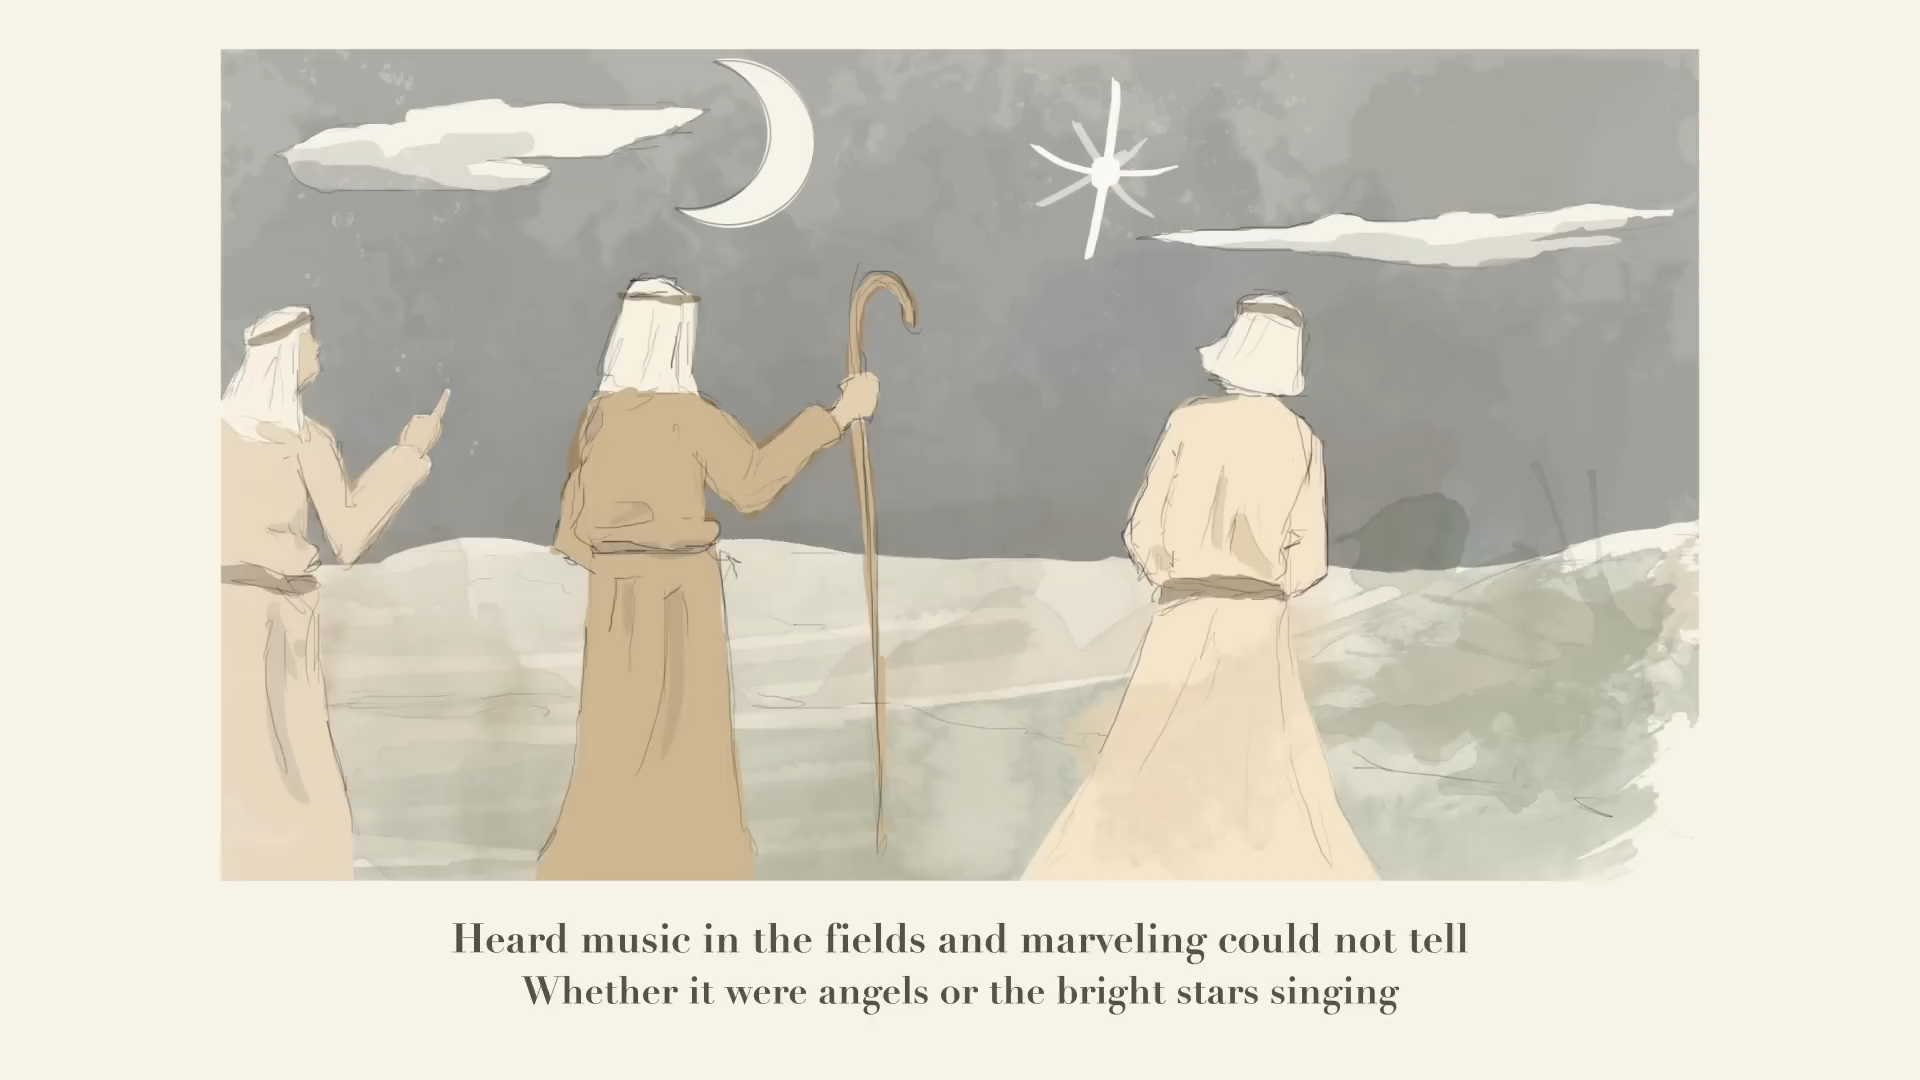 Heard music in the fields and marveling could not tell
Whether it were angels or the bright stars singing